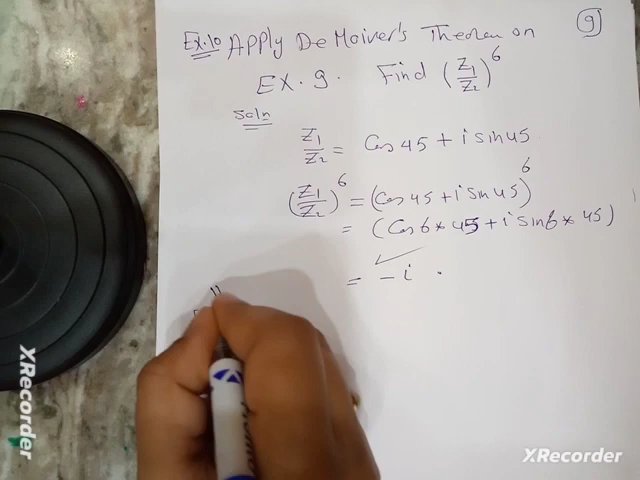 Ex.10 Apply De Moiver's Theorem on
9
Ex. 9. Find (Z1/Z2)^6
Soln
Z1/Z2 = Cos 45 + i sin 45
(Z1/Z2)^6 = (Cos 45 + i sin 45)^6
= (Cos 6 * 45 + i sin 6 * 45)
= - i .
XRecorder
XRecorder